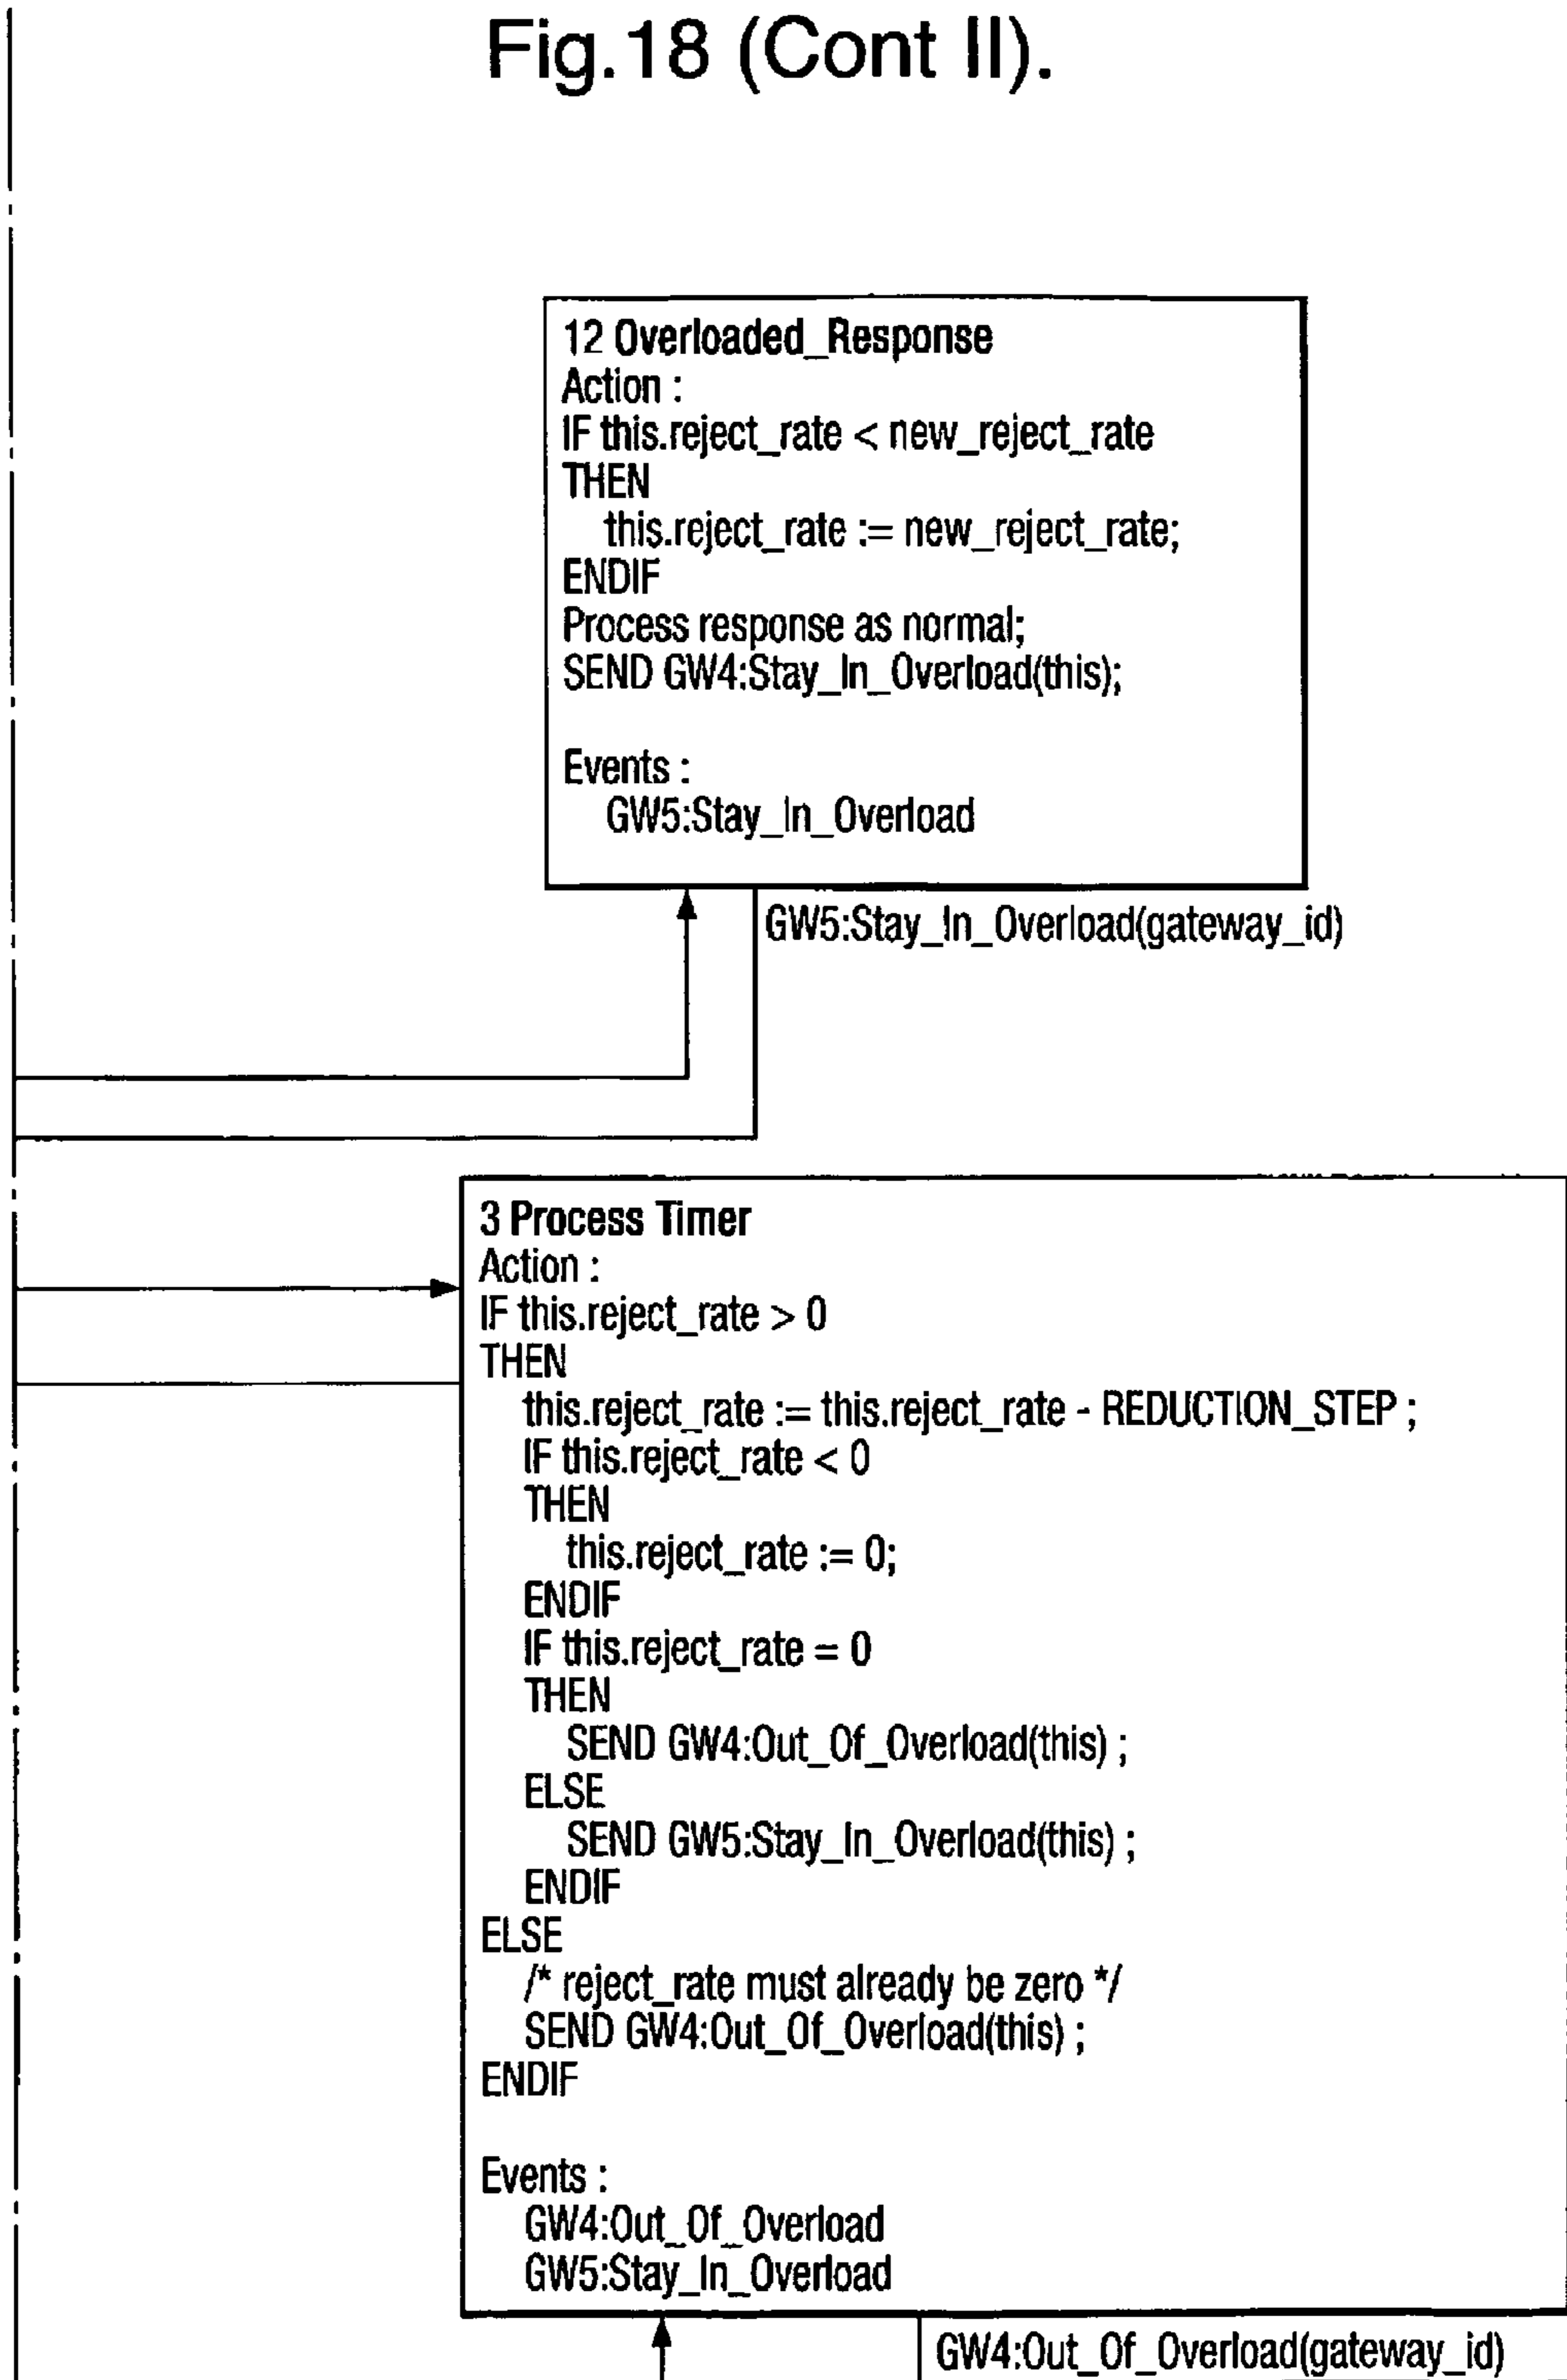 Fig.18 (Cont II).
12 Overloaded_Response
Action :
IF this.reject_rate < new_reject_rate
THEN
this.reject_rate := new_reject_rate;
ENDIF
Process response as normal;
SEND GW4:Stay_In_Overload(this);
Events :
GW5:Stay_In_Overload
GW5:Stay_In_Overload(gateway_id)
3 Process Timer
Action :
IF this.reject_rate > 0
THEN
this.reject_rate := this.reject_rate - REDUCTION_STEP ;
IF this.reject_rate < 0
THEN
this.reject_rate := 0;
ENDIF
IF this.reject_rate = 0
THEN
SEND GW4:Out_Of_Overload(this) ;
ELSE
SEND GW5:Stay_In_Overload(this) ;
ENDIF
ELSE
/* reject_rate must already be zero */
SEND GW4:Out_Of_Overload(this) ;
ENDIF
Events :
GW4:Out_Of_Overload
GW5:Stay_In_Overload
GW4:Out_Of_Overload(gateway_id)